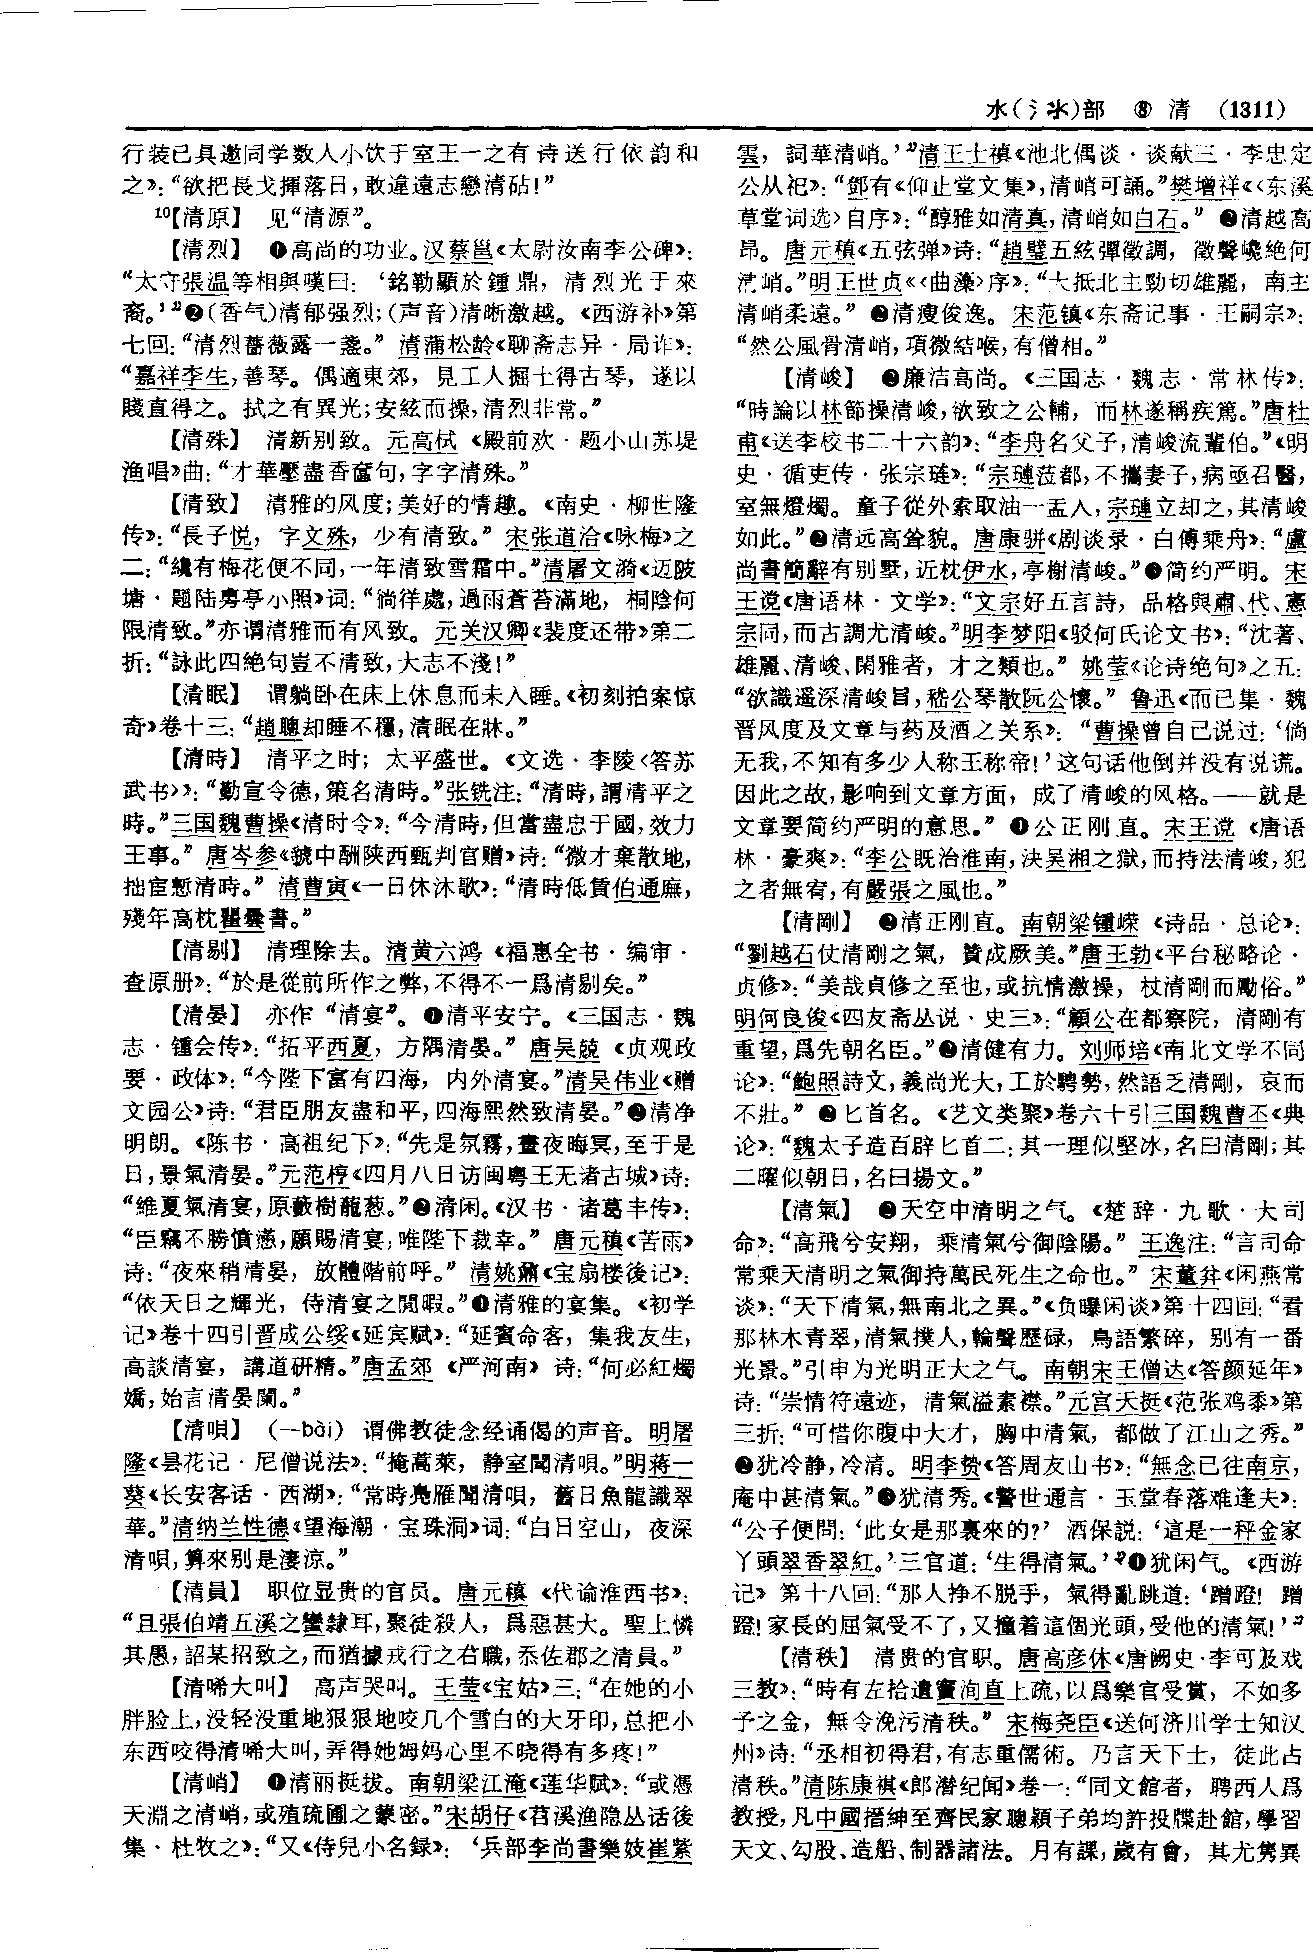 水(氵氺)部 ⑧ 清 (1311)
行装已具邀同学数人小饮于室王一之有诗送行依韵和
之》：“欲把長戈揮落日，敢違遠志戀清砧！”
10【清原】 见“清源”。
【清烈】 ❶高尚的功业。汉蔡邕《太尉汝南李公碑》：
“太守張温等相與嘆曰：‘銘勒顯於鍾鼎，清烈光于來
裔。’”❷(香气)清郁强烈；(声音)清晰激越。《西游补》第
七回：“清烈薔薇露一盞。” 清蒲松龄《聊斋志异·局诈》：
“嘉祥李生，善琴。偶適東郊，見工人掘土得古琴，遂以
賤直得之。拭之有異光；安絃而操，清烈非常。”
【清殊】 清新别致。元高栻《殿前欢·题小山苏堤
渔唱》曲：“才華壓盡香奩句，字字清殊。”
【清致】 清雅的风度；美好的情趣。《南史·柳世隆
传》：“長子悦，字文殊，少有清致。” 宋张道洽《咏梅》之
二：“纔有梅花便不同，一年清致雪霜中。”清屠文漪《迈陂
塘·题陆雩亭小照》词：“徜徉處，過雨蒼苔滿地，桐陰何
限清致。”亦谓清雅而有风致。元关汉卿《裴度还带》第二
折：“詠此四絶句豈不清致，大志不淺！”
【清眠】 谓躺卧在床上休息而未入睡。《初刻拍案惊
奇》卷十三：“趙聰却睡不穩，清眠在牀。”
【清時】 清平之时；太平盛世。《文选·李陵〈答苏
武书〉》：“勤宣令德，策名清時。”张铣注：“清時，謂清平之
時。”三国魏曹操《清时令》：“今清時，但當盡忠于國，效力
王事。” 唐岑参《虢中酬陕西甄判官赠》诗：“微才棄散地，
拙宦慙清時。” 清曹寅《一日休沐歌》：“清時低賃伯通廡，
殘年高枕瞿曇書。”
【清剔】 清理除去。清黄六鸿《福惠全书·编审·
查原册》：“於是從前所作之弊，不得不一爲清剔矣。”
【清晏】 亦作“清宴”。❶清平安宁。《三国志·魏
志·锺会传》：“拓平西夏，方隅清晏。” 唐吴兢《贞观政
要·政体》：“今陛下富有四海，内外清宴。”清吴伟业《赠
文园公》诗：“君臣朋友盡和平，四海熙然致清晏。”❷清净
明朗。《陈书·高祖纪下》：“先是氛霧，晝夜晦冥，至于是
日，景氣清晏。”元范梈《四月八日访闽粤王无诸古城》诗：
“維夏氣清宴，原藪樹蘢葱。”❸清闲。《汉书·诸葛丰传》：
“臣竊不勝憤懣，願賜清宴，唯陛下裁幸。” 唐元稹《苦雨》
诗：“夜來稍清晏，放體階前呼。” 清姚鼐《宝扇楼後记》：
“依天日之輝光，侍清宴之閒暇。”❹清雅的宴集。《初学
记》卷十四引晋成公绥《延宾赋》：“延賓命客，集我友生，
高談清宴，講道研精。”唐孟郊《严河南》诗：“何必紅燭
嬌，始言清晏闌。”
【清唄】 (—bài) 谓佛教徒念经诵偈的声音。明屠
隆《昙花记·尼僧说法》：“掩蒿萊，静室聞清唄。”明蒋一
葵《长安客话·西湖》：“常時鳧雁聞清唄，舊日魚龍識翠
華。”清纳兰性德《望海潮·宝珠洞》词：“白日空山，夜深
清唄，算來别是淒涼。”
【清員】 职位显贵的官员。唐元稹《代谕淮西书》：
“且張伯靖五溪之蠻隸耳，聚徒殺人，爲惡甚大。聖上憐
其愚，詔某招致之，而猶據戎行之右職，忝佐郡之清員。”
【清唏大叫】 高声哭叫。王莹《宝姑》三：“在她的小
胖脸上，没轻没重地狠狠地咬几个雪白的大牙印，总把小
东西咬得清唏大叫，弄得她姆妈心里不晓得有多疼！”
【清峭】 ❶清丽挺拔。南朝梁江淹《莲华赋》：“或憑
天淵之清峭，或殖疏圃之蒙密。”宋胡仔《苕溪渔隐丛话後
集·杜牧之》：“又《侍兒小名録》：‘兵部李尚書樂妓崔紫
雲，詞華清峭。’”清王士禛《池北偶谈·谈献三·李忠定
公从祀》：“鄧有《仰止堂文集》，清峭可誦。”樊增祥《〈东溪
草堂词选〉自序》：“醇雅如清真，清峭如白石。” ❷清越高
昂。唐元稹《五弦弹》诗：“趙璧五絃彈徵調，徵聲巉絶何
清峭。”明王世贞《〈曲藻〉序》：“大抵北主勁切雄麗，南主
清峭柔遠。” ❸清瘦俊逸。宋范镇《东斋记事·王嗣宗》：
“然公風骨清峭，項微結喉，有僧相。”
【清峻】 ❶廉洁高尚。《三国志·魏志·常林传》：
“時論以林節操清峻，欲致之公輔，而林遂稱疾篤。”唐杜
甫《送李校书二十六韵》：“李舟名父子，清峻流輩伯。”《明
史·循吏传·张宗琏》：“宗璉蒞郡，不攜妻子，病亟召醫，
室無燈燭。童子從外索取油一盂入，宗璉立却之，其清峻
如此。”❷清远高耸貌。唐康骈《剧谈录·白傅乘舟》：“盧
尚書簡辭有别墅，近枕伊水，亭榭清峻。”❸简约严明。宋
王谠《唐语林·文学》：“文宗好五言詩，品格與肅、代、憲
宗同，而古調尤清峻。”明李梦阳《驳何氏论文书》：“沈著、
雄麗、清峻、閑雅者，才之類也。” 姚莹《论诗绝句》之五：
“欲識遥深清峻旨，嵇公琴散阮公懷。” 鲁迅《而已集·魏
晋风度及文章与药及酒之关系》：“曹操曾自己说过：‘倘
无我，不知有多少人称王称帝！’这句话他倒并没有说谎。
因此之故，影响到文章方面，成了清峻的风格。——就是
文章要简约严明的意思。” ❹公正刚直。宋王谠《唐语
林·豪爽》：“李公既治淮南，决吴湘之獄，而持法清峻，犯
之者無宥，有嚴張之風也。”
【清剛】 ❶清正刚直。南朝梁锺嵘《诗品·总论》：
“劉越石仗清剛之氣，贊成厥美。”唐王勃《平台秘略论·
贞修》：“美哉貞修之至也，或抗情激操，杖清剛而勵俗。”
明何良俊《四友斋丛说·史三》：“顧公在都察院，清剛有
重望，爲先朝名臣。”❷清健有力。刘师培《南北文学不同
论》：“鮑照詩文，義尚光大，工於騁勢，然語乏清剛，哀而
不壯。” ❸匕首名。《艺文类聚》卷六十引三国魏曹丕《典
论》：“魏太子造百辟匕首二：其一理似堅冰，名曰清剛；其
二曜似朝日，名曰揚文。”
【清氣】 ❶天空中清明之气。《楚辞·九歌·大司
命》：“高飛兮安翔，乘清氣兮御陰陽。” 王逸注：“言司命
常乘天清明之氣御持萬民死生之命也。” 宋董弅《闲燕常
谈》：“天下清氣，無南北之異。”《负曝闲谈》第十四回：“看
那林木青翠，清氣撲人，輪聲歷碌，鳥語繁碎，别有一番
光景。”引申为光明正大之气。南朝宋王僧达《答颜延年》
诗：“崇情符遠迹，清氣溢素襟。”元宫天挺《范张鸡黍》第
三折：“可惜你腹中大才，胸中清氣，都做了江山之秀。”
❷犹冷静，冷清。明李贽《答周友山书》：“無念已往南京，
庵中甚清氣。”❸犹清秀。《警世通言·玉堂春落难逢夫》：
“公子便問：‘此女是那裏來的？’酒保説：‘這是一秤金家
丫頭翠香翠紅。’三官道：‘生得清氣。’”❹犹闲气。《西游
记》第十八回：“那人挣不脱手，氣得亂跳道：‘蹭蹬！蹭
蹬！家長的屈氣受不了，又撞着這個光頭，受他的清氣！’”
【清秩】 清贵的官职。唐高彦休《唐阙史·李可及戏
三教》：“時有左拾遺竇洵直上疏，以爲樂官受賞，不如多
予之金，無令浼污清秩。” 宋梅尧臣《送何济川学士知汉
州》诗：“丞相初得君，有志重儒術。乃言天下士，徒此占
清秩。”清陈康祺《郎潜纪闻》卷一：“同文館者，聘西人爲
教授，凡中國搢紳至齊民家聰穎子弟均許投牒赴館，學習
天文、勾股、造船、制器諸法。月有課，歲有會，其尤雋異